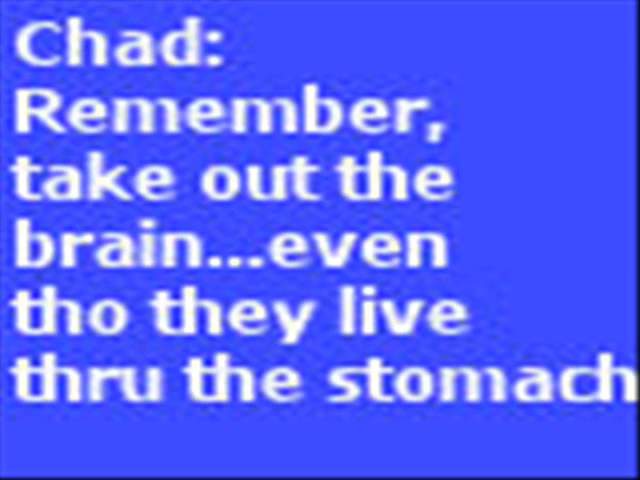 Chad:
Remember,
take out the
brain...even
tho they live
thru the stomach